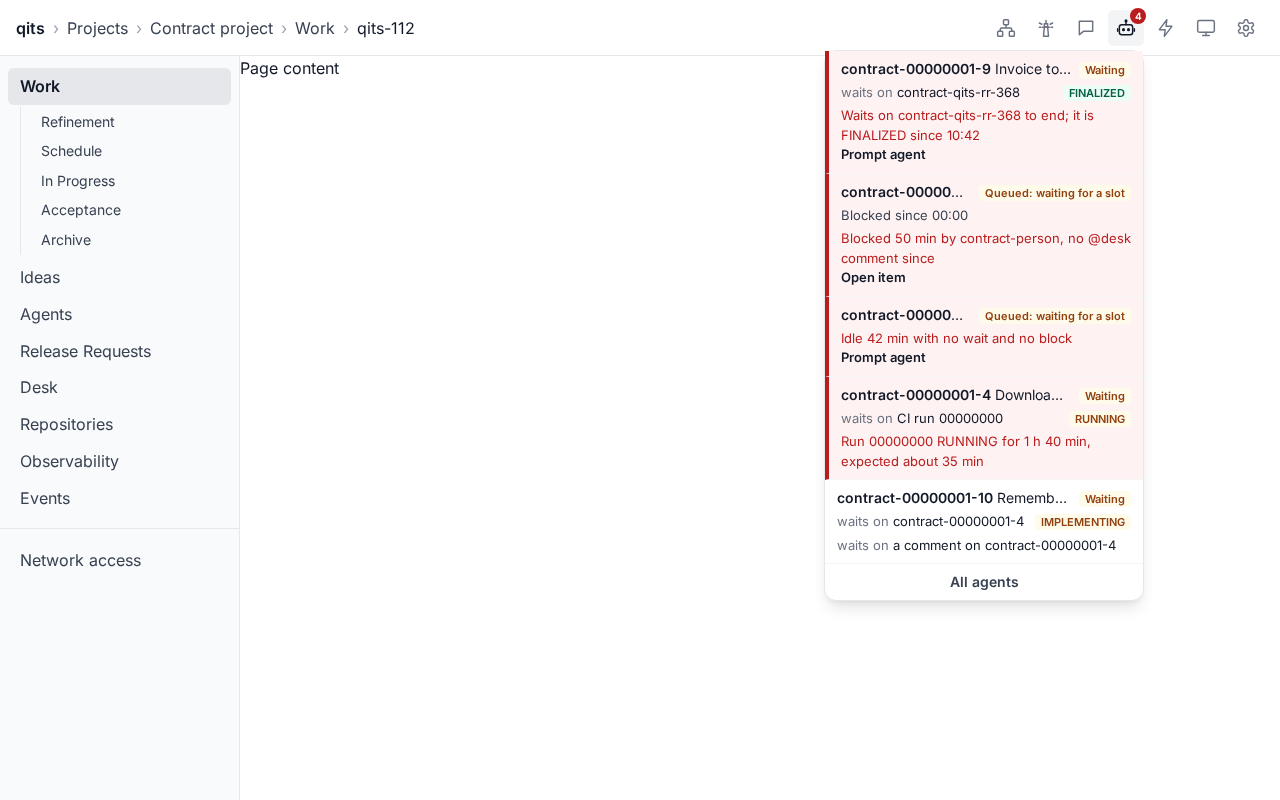 qits › Projects › Contract project › Work › qits-112
4
Work
Refinement
Schedule
In Progress
Acceptance
Archive
Ideas
Agents
Release Requests
Desk
Repositories
Observability
Events
Network access
Page content
contract-00000001-9 Invoice to... Waiting
waits on contract-qits-rr-368 FINALIZED
Waits on contract-qits-rr-368 to end; it is
FINALIZED since 10:42
Prompt agent
contract-00000... Queued: waiting for a slot
Blocked since 00:00
Blocked 50 min by contract-person, no @desk
comment since
Open item
contract-00000... Queued: waiting for a slot
Idle 42 min with no wait and no block
Prompt agent
contract-00000001-4 Downloa... Waiting
waits on CI run 00000000 RUNNING
Run 00000000 RUNNING for 1 h 40 min,
expected about 35 min
contract-00000001-10 Rememb... Waiting
waits on contract-00000001-4 IMPLEMENTING
waits on a comment on contract-00000001-4
All agents